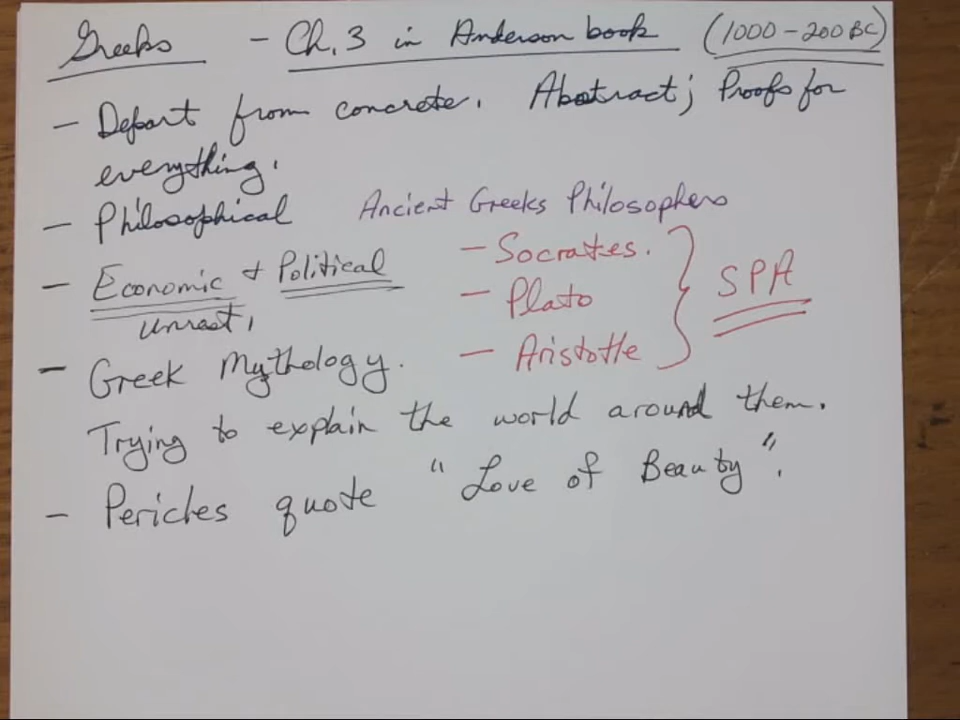 Greeks - Ch. 3 in Anderson book (1000-200 BC)
- Depart from concrete. Abstract; Proofs for
everything.
- Philosophical
Ancient Greeks Philosophers
- Economic + Political
unrest,
- Socrates.
- Plato
- Aristotle
SPA
- Greek Mythology.
Trying to explain the world around them.
- Pericles quote "Love of Beauty".